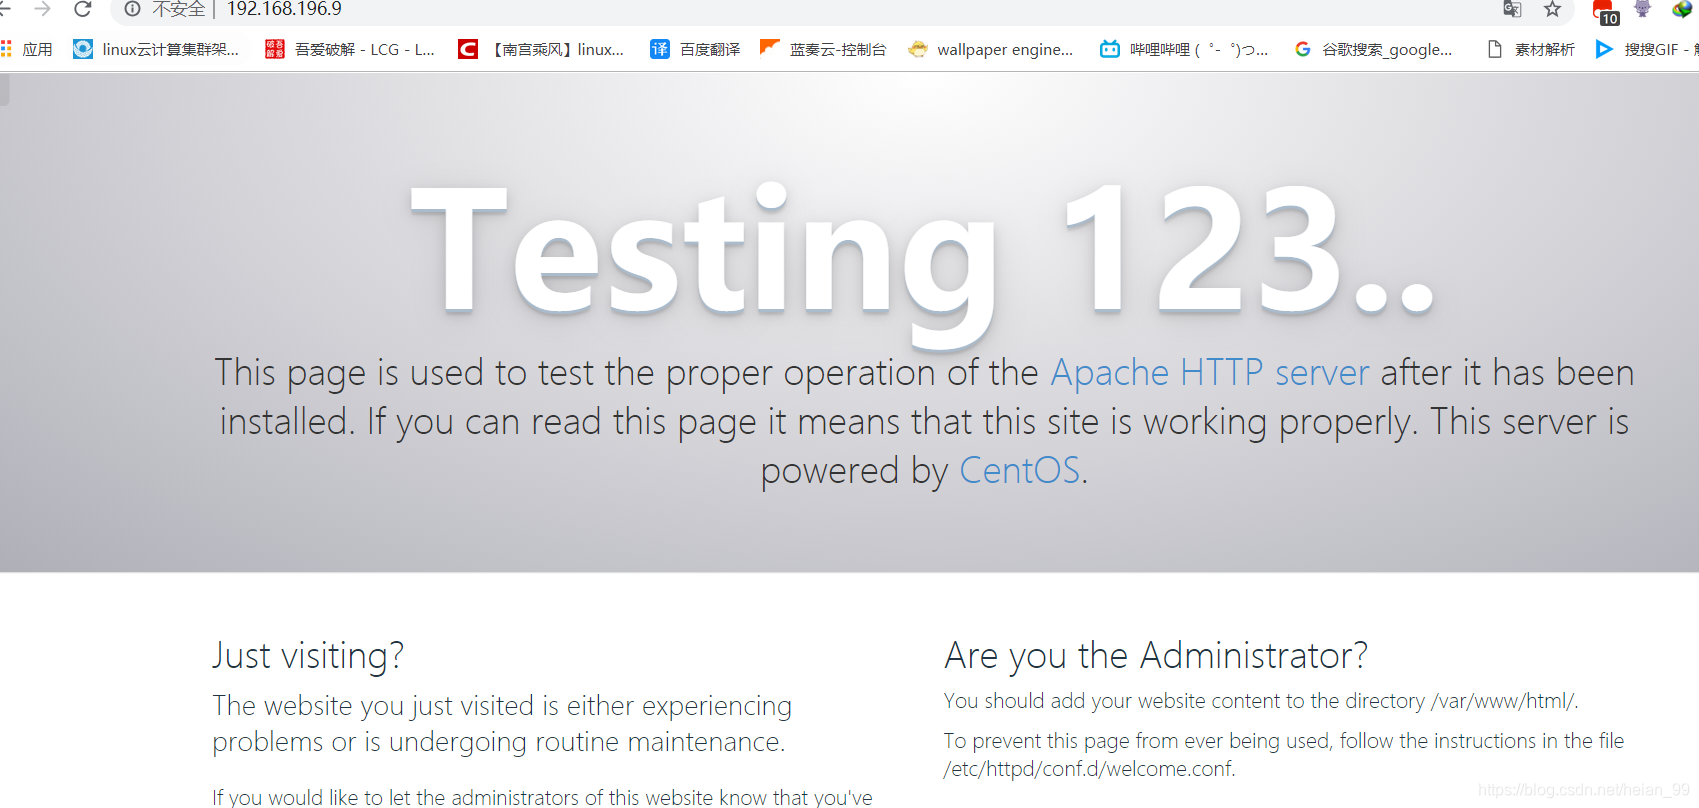 不安全 | 192.168.196.9
10
应用 linux云计算集群架... 吾爱破解 - LCG - L... 【南宫乘风】linux... 百度翻译 蓝奏云-控制台 wallpaper engine... 哔哩哔哩 ( ゜- ゜)つ... 谷歌搜索_google... 素材解析 搜搜GIF -
Testing 123..
This page is used to test the proper operation of the Apache HTTP server after it has been
installed. If you can read this page it means that this site is working properly. This server is
powered by CentOS.
Just visiting?
The website you just visited is either experiencing
problems or is undergoing routine maintenance.
If you would like to let the administrators of this website know that you've
Are you the Administrator?
You should add your website content to the directory /var/www/html/.
To prevent this page from ever being used, follow the instructions in the file
/etc/httpd/conf.d/welcome.conf.
https://blog.csdn.net/heian_99